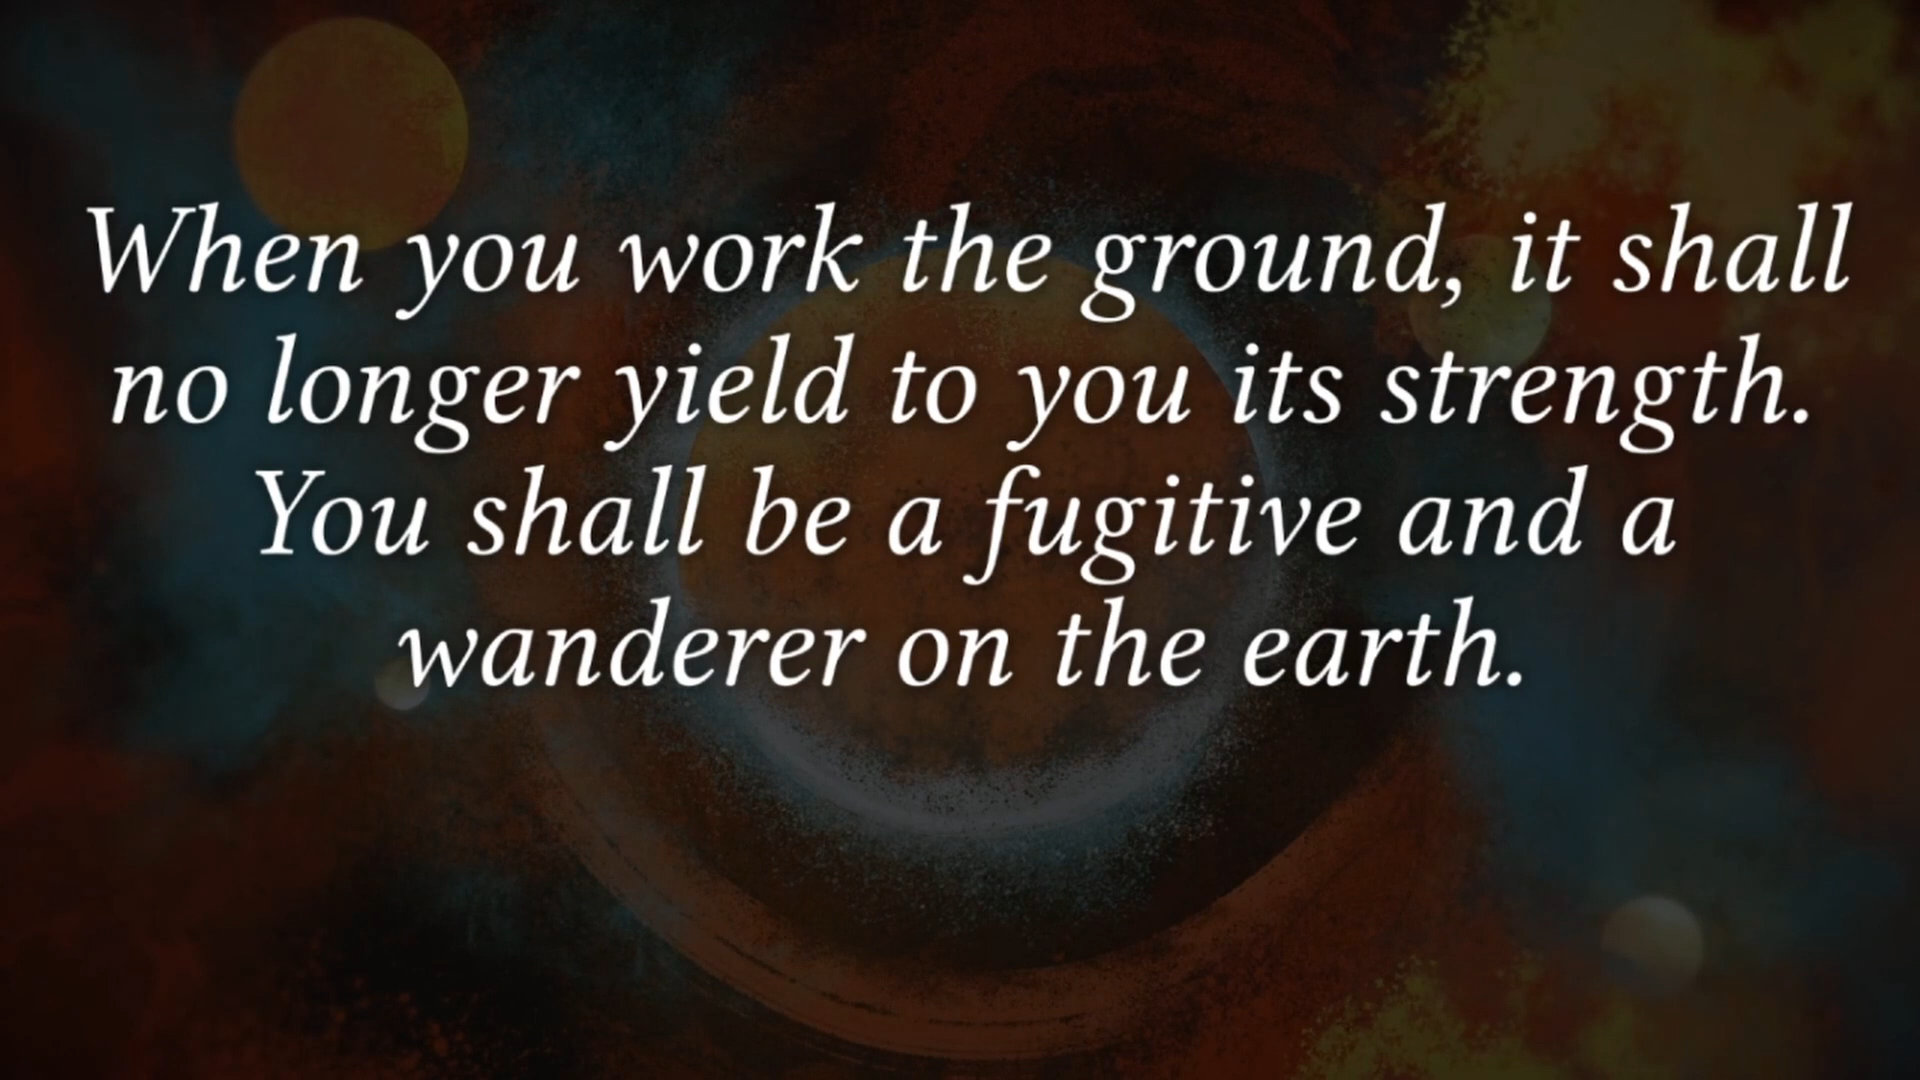 When you work the ground, it shall
no longer yield to you its strength.
You shall be a fugitive and a
wanderer on the earth.